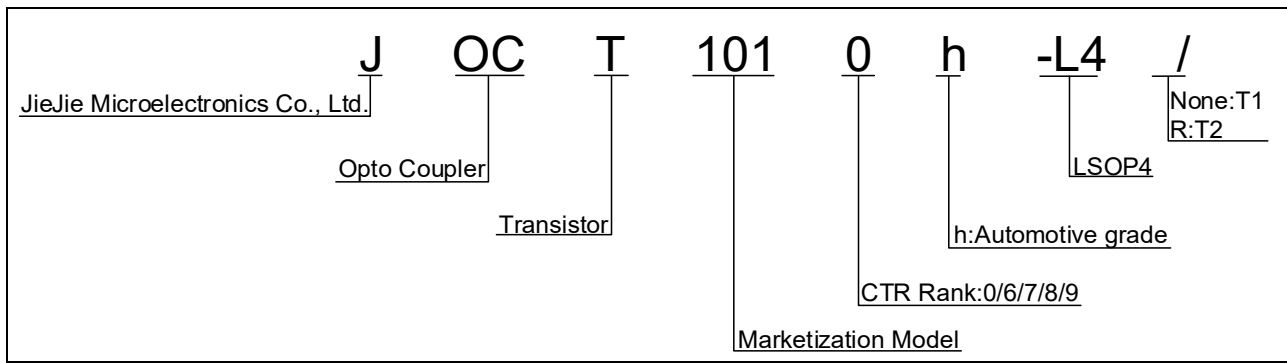 J OC T 101 0 h -L4 /
JieJie Microelectronics Co., Ltd.
None:T1
R:T2
Opto Coupler
LSOP4
Transistor
h:Automotive grade
CTR Rank:0/6/7/8/9
Marketization Model